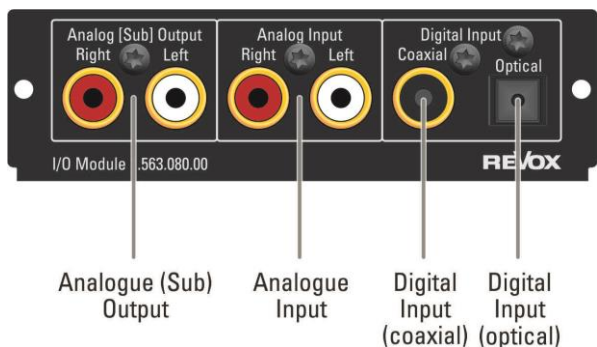 Analog [Sub] Output
Right Left
Analog Input
Right Left
Digital Input
Coaxial
Optical
I/O Module .563.080.00
REVOX
Analogue (Sub)
Output
Analogue
Input
Digital
Input
(coaxial)
Digital
Input
(optical)